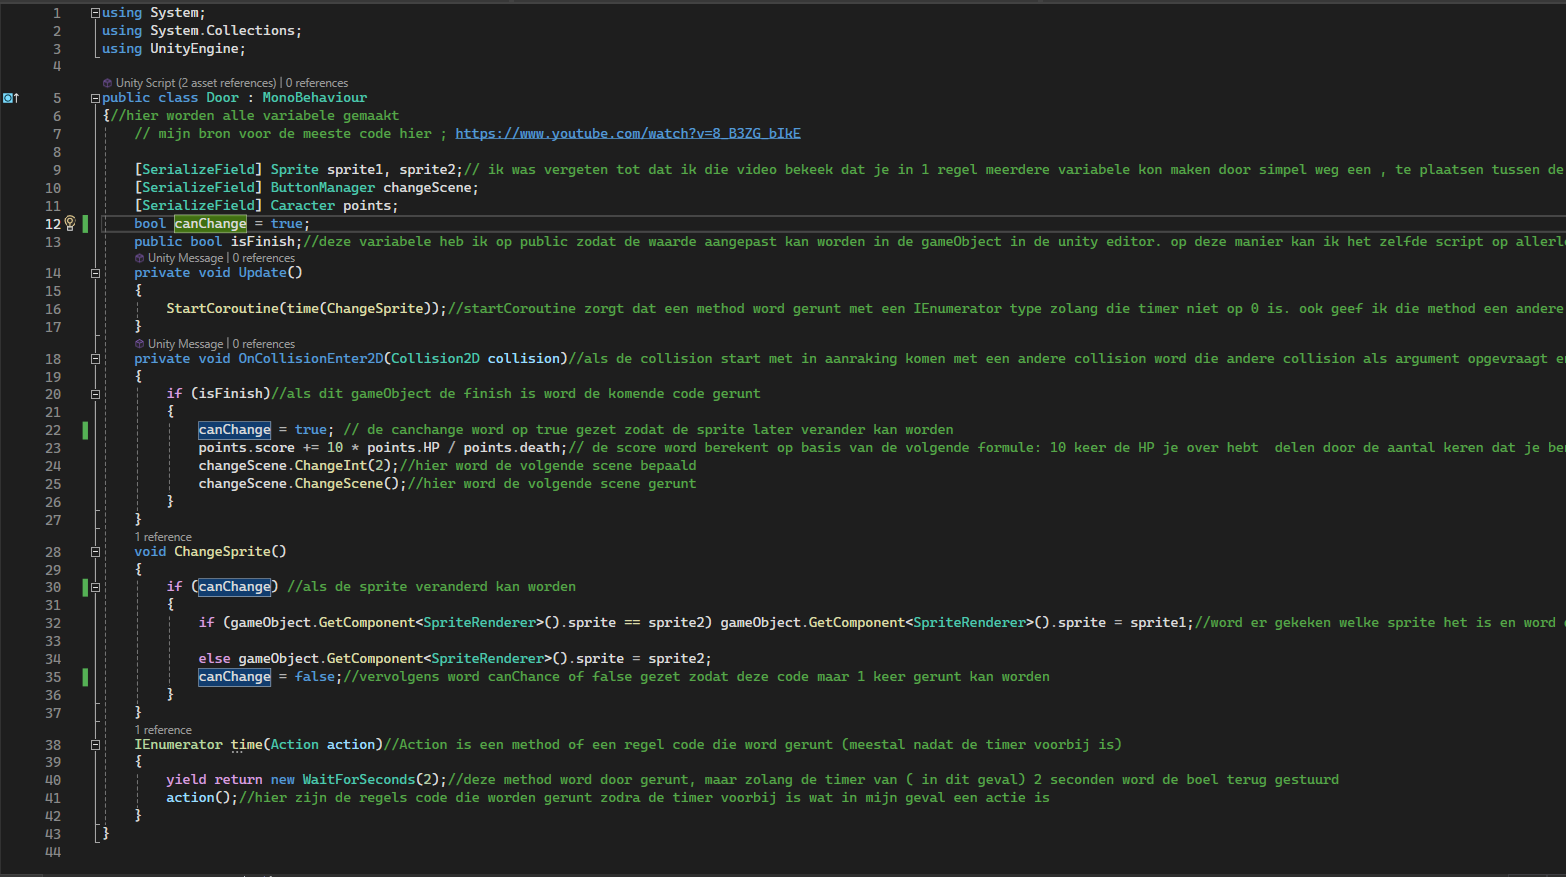 1 using System;
2 using System.Collections;
3 using UnityEngine;
4
Unity Script (2 asset references) | 0 references
5 public class Door : MonoBehaviour
6 {//hier worden alle variabele gemaakt
7 // mijn bron voor de meeste code hier ; https://www.youtube.com/watch?v=8_B3ZG_bIkE
8
9 [SerializeField] Sprite sprite1, sprite2;// ik was vergeten tot dat ik die video bekeek dat je in 1 regel meerdere variabele kon maken door simpel weg een , te plaatsen tussen de
10 [SerializeField] ButtonManager changeScene;
11 [SerializeField] Caracter points;
12 bool canChange = true;
13 public bool isFinish;//deze variabele heb ik op public zodat de waarde aangepast kan worden in de gameObject in de unity editor. op deze manier kan ik het zelfde script op allerl
Unity Message | 0 references
14 private void Update()
15 {
16 StartCoroutine(time(ChangeSprite));//startCoroutine zorgt dat een method word gerunt met een IEnumerator type zolang die timer niet op 0 is. ook geef ik die method een andere
17 }
Unity Message | 0 references
18 private void OnCollisionEnter2D(Collision2D collision)//als de collision start met in aanraking komen met een andere collision word die andere collision als argument opgevraagt e
19 {
20 if (isFinish)//als dit gameObject de finish is word de komende code gerunt
21 {
22 canChange = true; // de canchange word op true gezet zodat de sprite later verander kan worden
23 points.score += 10 * points.HP / points.death;// de score word berekent op basis van de volgende formule: 10 keer de HP je over hebt  delen door de aantal keren dat je be
24 changeScene.ChangeInt(2);//hier word de volgende scene bepaald
25 changeScene.ChangeScene();//hier word de volgende scene gerunt
26 }
27 }
1 reference
28 void ChangeSprite()
29 {
30 if (canChange) //als de sprite veranderd kan worden
31 {
32 if (gameObject.GetComponent<SpriteRenderer>().sprite == sprite2) gameObject.GetComponent<SpriteRenderer>().sprite = sprite1;//word er gekeken welke sprite het is en word
33
34 else gameObject.GetComponent<SpriteRenderer>().sprite = sprite2;
35 canChange = false;//vervolgens word canChance of false gezet zodat deze code maar 1 keer gerunt kan worden
36 }
37 }
1 reference
38 IEnumerator time(Action action)//Action is een method of een regel code die word gerunt (meestal nadat de timer voorbij is)
39 {
40 yield return new WaitForSeconds(2);//deze method word door gerunt, maar zolang de timer van ( in dit geval) 2 seconden word de boel terug gestuurd
41 action();//hier zijn de regels code die worden gerunt zodra de timer voorbij is wat in mijn geval een actie is
42 }
43 }
44